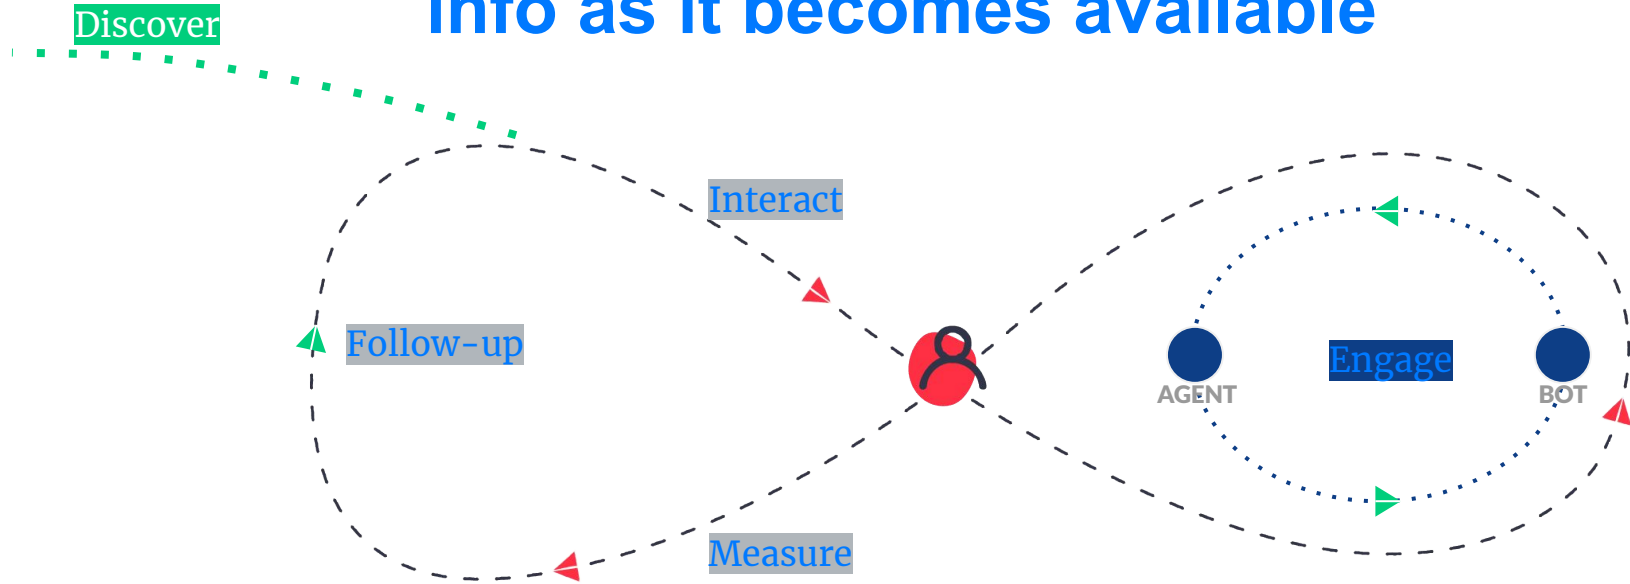 Info as it becomes available
Discover
Interact
Follow-up
Engage
AGENT
BOT
Measure